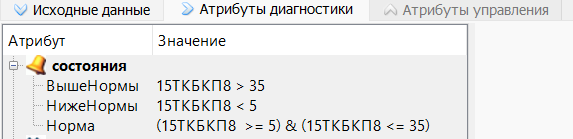 Исходные данные Атрибуты диагностики Атрибуты управления
Атрибут Значение
состояния
ВышеНормы 15ТКБКП8 > 35
НижеНормы 15ТКБКП8 < 5
Норма (15ТКБКП8 >= 5) & (15ТКБКП8 <= 35)